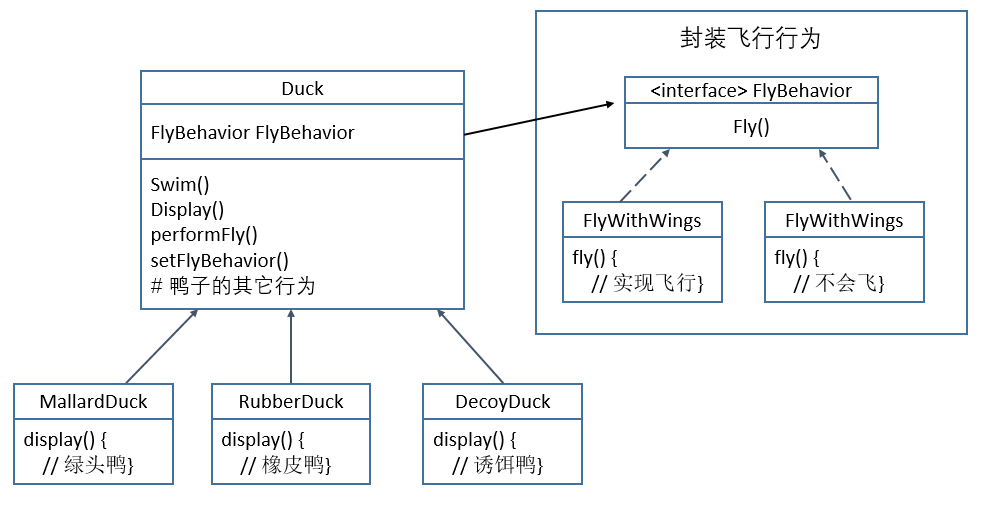 封装飞行行为
Duck
FlyBehavior FlyBehavior
Swim()
Display()
performFly()
setFlyBehavior()
# 鸭子的其它行为
<interface> FlyBehavior
Fly()
FlyWithWings
fly() {
// 实现飞行}
FlyWithWings
fly() {
// 不会飞}
MallardDuck
display() {
// 绿头鸭}
RubberDuck
display() {
// 橡皮鸭}
DecoyDuck
display() {
// 诱饵鸭}